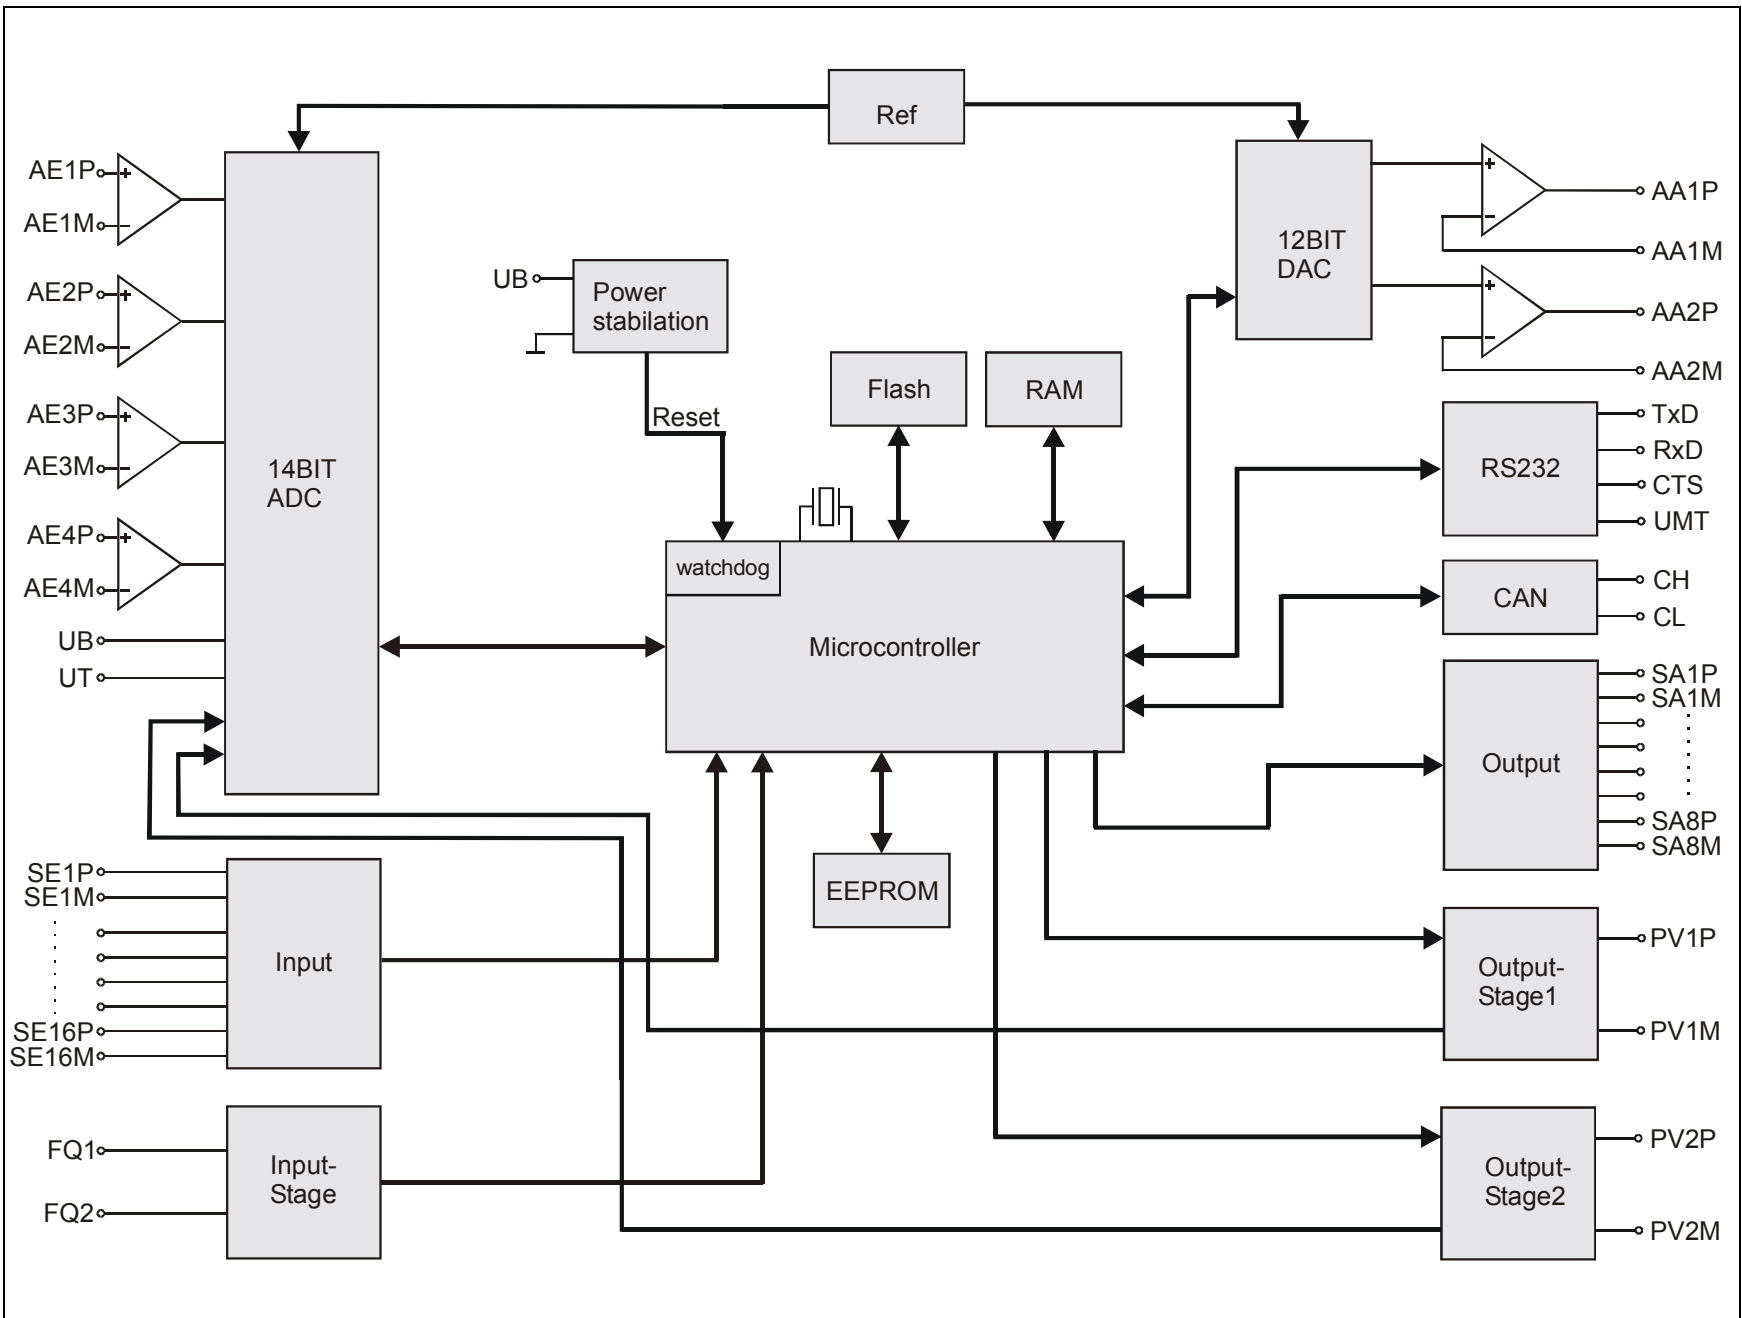 Ref
AE1P
AE1M
AE2P
AE2M
AE3P
AE3M
AE4P
AE4M
UB
UT
14BIT
ADC
UB
Power
stabilation
Reset
Flash
RAM
watchdog
Microcontroller
EEPROM
12BIT
DAC
AA1P
AA1M
AA2P
AA2M
RS232
TxD
RxD
CTS
UMT
CAN
CH
CL
Output
SA1P
SA1M
SA8P
SA8M
SE1P
SE1M
SE16P
SE16M
Input
FQ1
FQ2
Input-
Stage
Output-
Stage1
PV1P
PV1M
Output-
Stage2
PV2P
PV2M